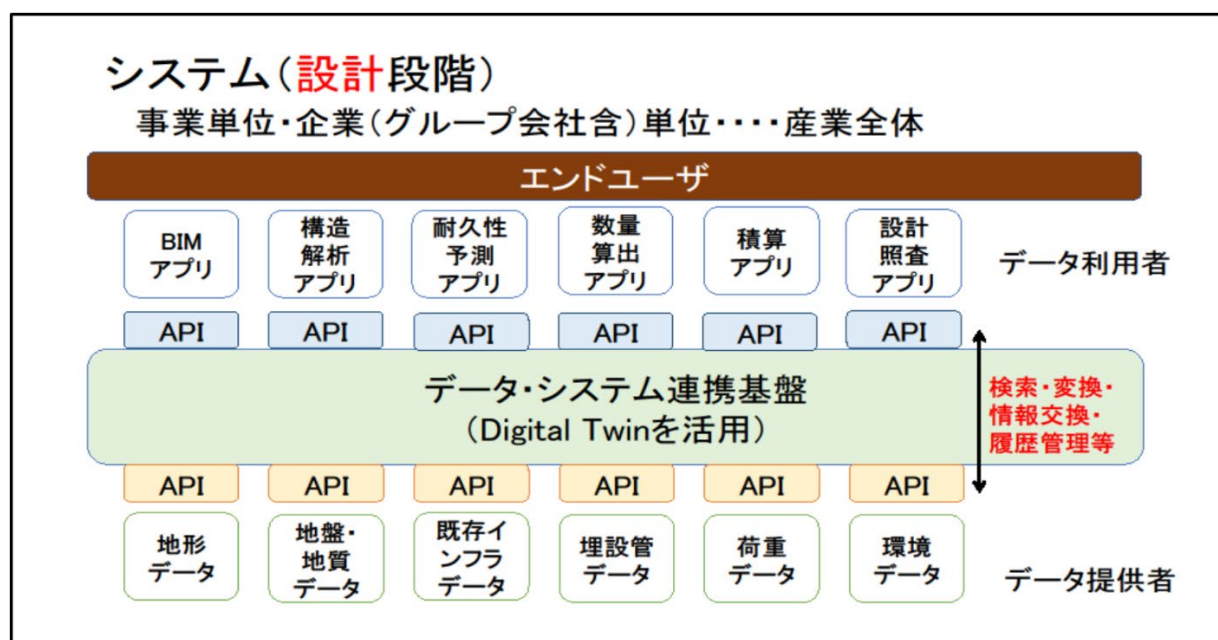 システム(設計段階)
事業単位・企業(グループ会社含)単位・・・・産業全体
エンドユーザ
BIM
アプリ
構造
解析
アプリ
耐久性
予測
アプリ
数量
算出
アプリ
積算
アプリ
設計
照査
アプリ
データ利用者
API
API
API
API
API
API
データ・システム連携基盤
(Digital Twinを活用)
検索・変換・
情報交換・
履歴管理等
API
API
API
API
API
API
地形
データ
地盤・
地質
データ
既存イ
ンフラ
データ
埋設管
データ
荷重
データ
環境
データ
データ提供者